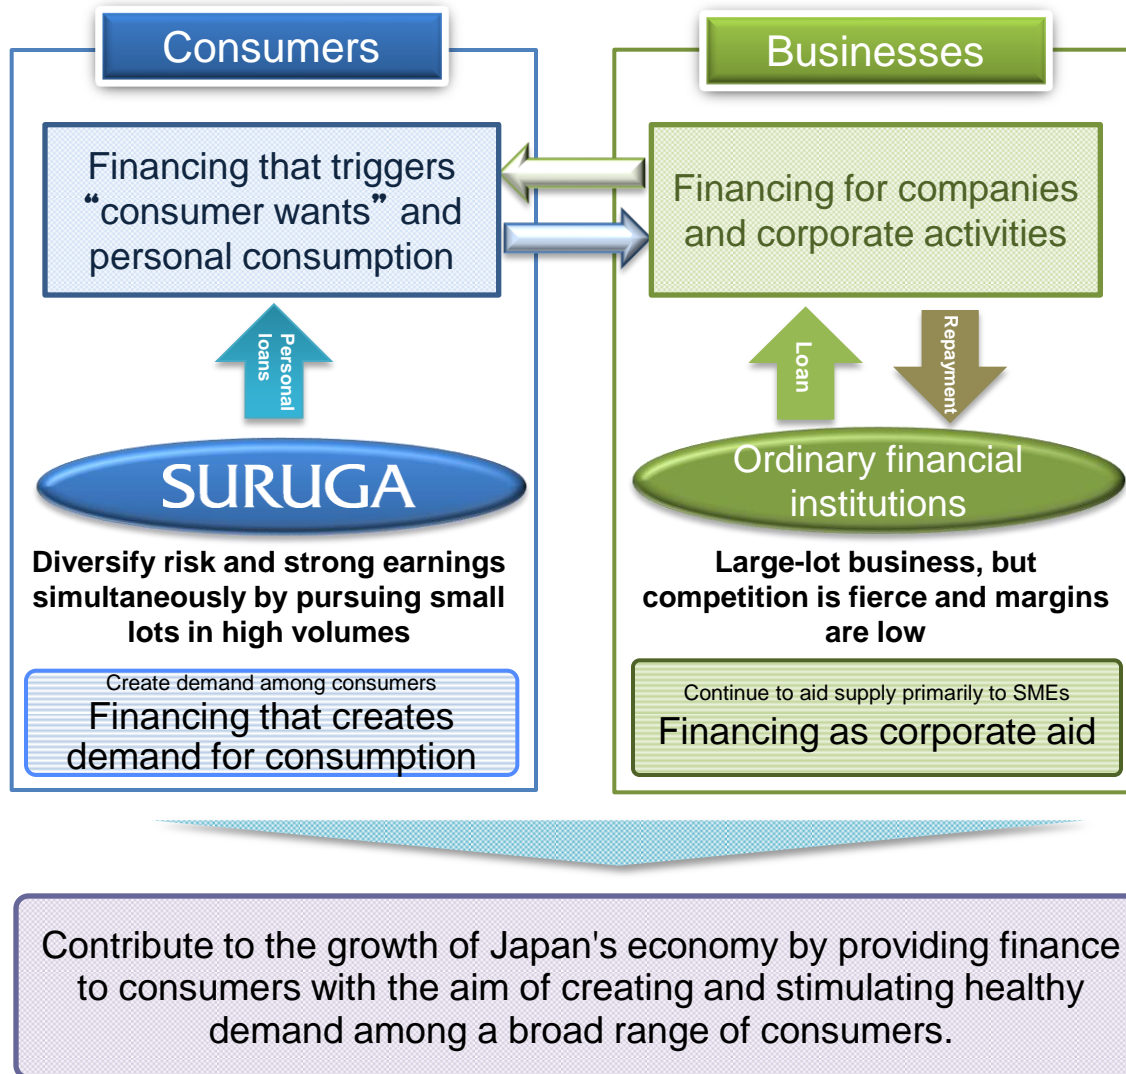 Consumers
Financing that triggers
“consumer wants” and
personal consumption
Personal
loans
SURUGA
Diversify risk and strong earnings
simultaneously by pursuing small
lots in high volumes
Create demand among consumers
Financing that creates
demand for consumption
Businesses
Financing for companies
and corporate activities
Loan
Repayment
Ordinary financial
institutions
Large-lot business, but
competition is fierce and margins
are low
Continue to aid supply primarily to SMEs
Financing as corporate aid
Contribute to the growth of Japan's economy by providing finance
to consumers with the aim of creating and stimulating healthy
demand among a broad range of consumers.